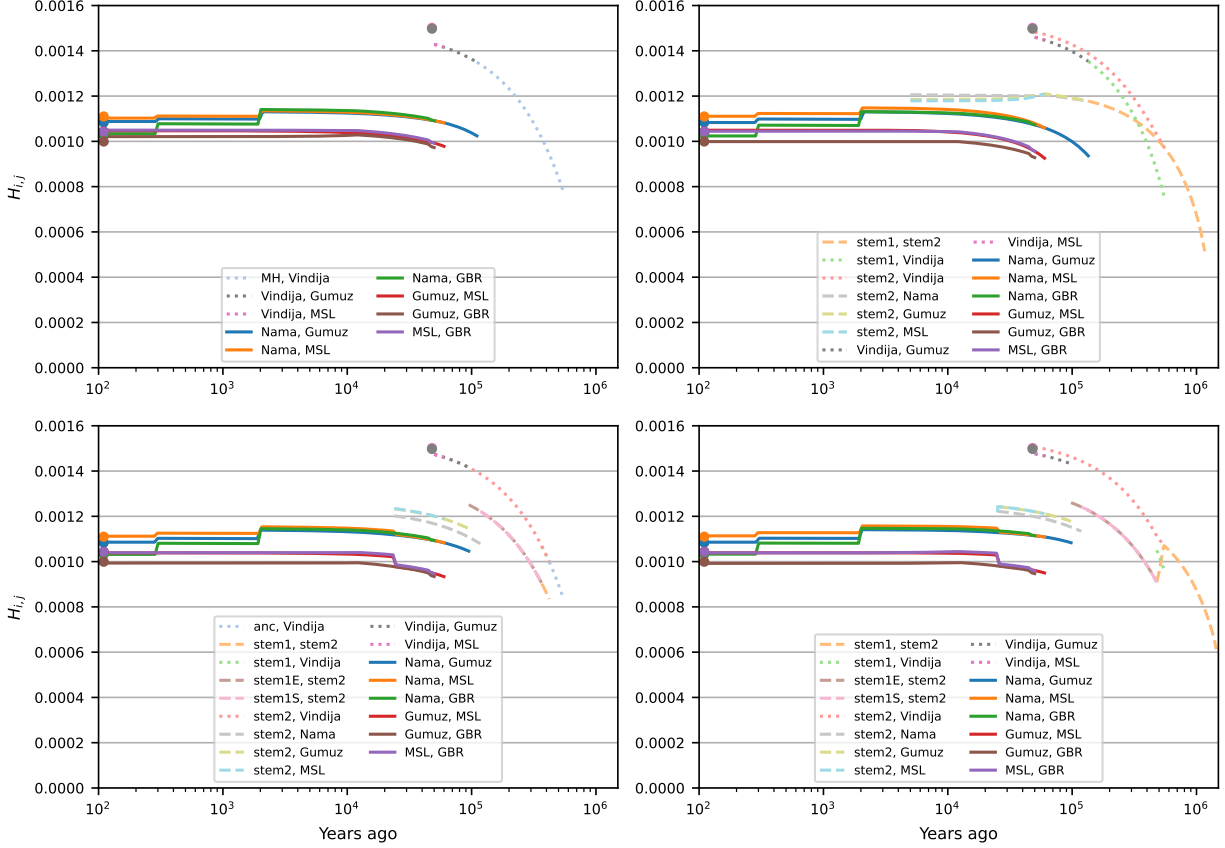 0.0016
0.0014
0.0012
0.0010
0.0008
0.0006
0.0004
0.0002
0.0000
H_{i,j}
MH, Vindija
Vindija, Gumuz
Vindija, MSL
Nama, Gumuz
Nama, MSL
Nama, GBR
Gumuz, MSL
Gumuz, GBR
MSL, GBR
10^2 10^3 10^4 10^5 10^6
0.0016
0.0014
0.0012
0.0010
0.0008
0.0006
0.0004
0.0002
0.0000
stem1, stem2
stem1, Vindija
stem2, Vindija
stem2, Nama
stem2, Gumuz
stem2, MSL
Vindija, Gumuz
Vindija, MSL
Nama, Gumuz
Nama, MSL
Nama, GBR
Gumuz, MSL
Gumuz, GBR
MSL, GBR
10^2 10^3 10^4 10^5 10^6
0.0016
0.0014
0.0012
0.0010
0.0008
0.0006
0.0004
0.0002
0.0000
H_{i,j}
anc, Vindija
stem1, stem2
stem1, Vindija
stem1E, stem2
stem1S, stem2
stem2, Vindija
stem2, Nama
stem2, Gumuz
stem2, MSL
Vindija, Gumuz
Vindija, MSL
Nama, Gumuz
Nama, MSL
Nama, GBR
Gumuz, MSL
Gumuz, GBR
MSL, GBR
10^2 10^3 10^4 10^5 10^6
Years ago
0.0016
0.0014
0.0012
0.0010
0.0008
0.0006
0.0004
0.0002
0.0000
stem1, stem2
stem1, Vindija
stem1E, stem2
stem1S, stem2
stem2, Vindija
stem2, Nama
stem2, Gumuz
stem2, MSL
Vindija, Gumuz
Vindija, MSL
Nama, Gumuz
Nama, MSL
Nama, GBR
Gumuz, MSL
Gumuz, GBR
MSL, GBR
10^2 10^3 10^4 10^5 10^6
Years ago